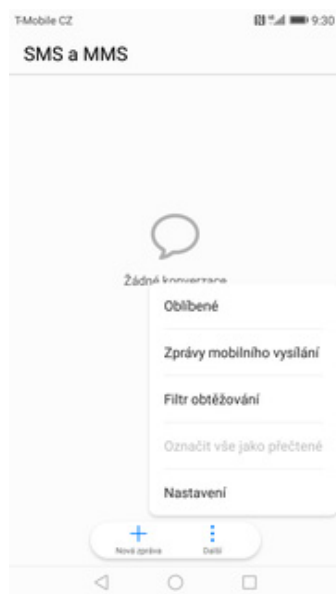 T-Mobile CZ 9:30
SMS a MMS
Žádné konverzace
Oblíbené
Zprávy mobilního vysílání
Filtr obtěžování
Označit vše jako přečtené
Nastavení
Nová zpráva Další